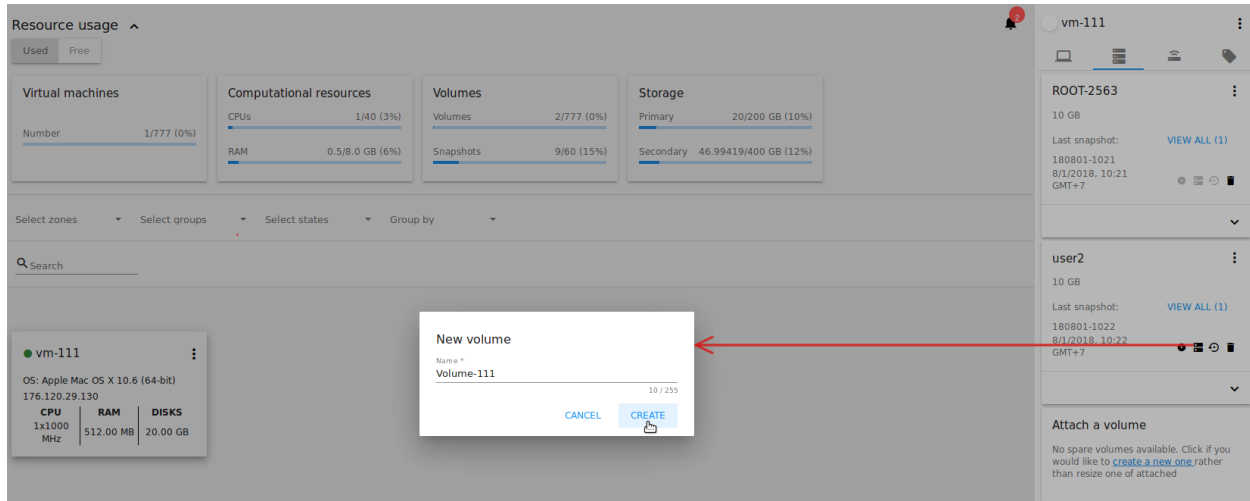 Resource usage
2
Used Free
Virtual machines
Number 1/777 (0%)
Computational resources
CPUs 1/40 (3%)
RAM 0.5/8.0 GB (6%)
Volumes
Volumes 2/777 (0%)
Snapshots 9/60 (15%)
Storage
Primary 20/200 GB (10%)
Secondary 46.99419/400 GB (12%)
Select zones Select groups Select states Group by
Search
vm-111
OS: Apple Mac OS X 10.6 (64-bit)
176.120.29.130
CPU RAM DISKS
1x1000
MHz
512.00 MB 20.00 GB
New volume
Name *
Volume-111
10 / 255
CANCEL CREATE
vm-111
ROOT-2563
10 GB
Last snapshot: VIEW ALL (1)
180801-1021
8/1/2018, 10:21
GMT+7
user2
10 GB
Last snapshot: VIEW ALL (1)
180801-1022
8/1/2018, 10:22
GMT+7
Attach a volume
No spare volumes available. Click if you
would like to create a new one rather
than resize one of attached